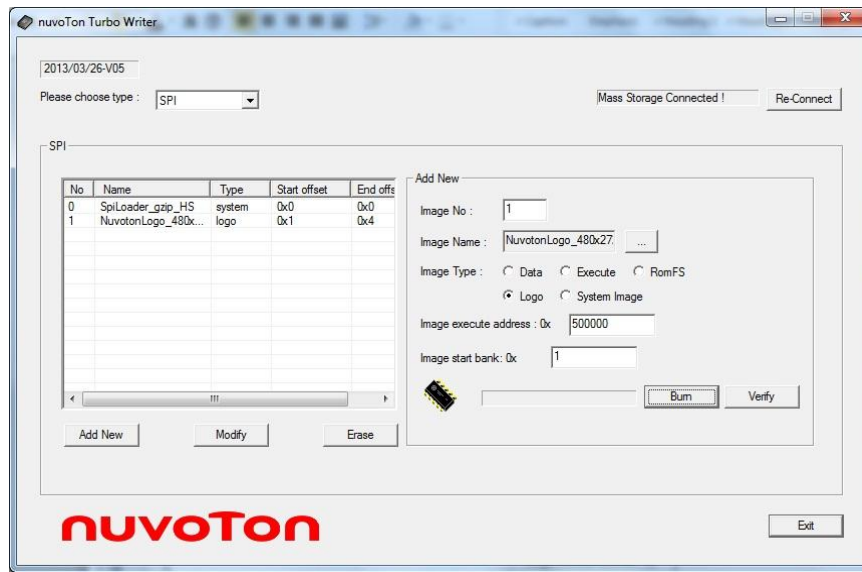 nuvoTon Turbo Writer
2013/03/26-V05
Please choose type : SPI
Mass Storage Connected !
Re-Connect
SPI
No Name Type Start offset End offs
0 SpiLoader_gzip_HS system 0x0 0x0
1 NuvotonLogo_480x... logo 0x1 0x4
Add New Modify Erase
Add New
Image No : 1
Image Name : NuvotonLogo_480x27. ...
Image Type : Data Execute RomFS
Logo System Image
Image execute address : 0x 500000
Image start bank: 0x 1
Burn Verify
nuvoTon
Exit